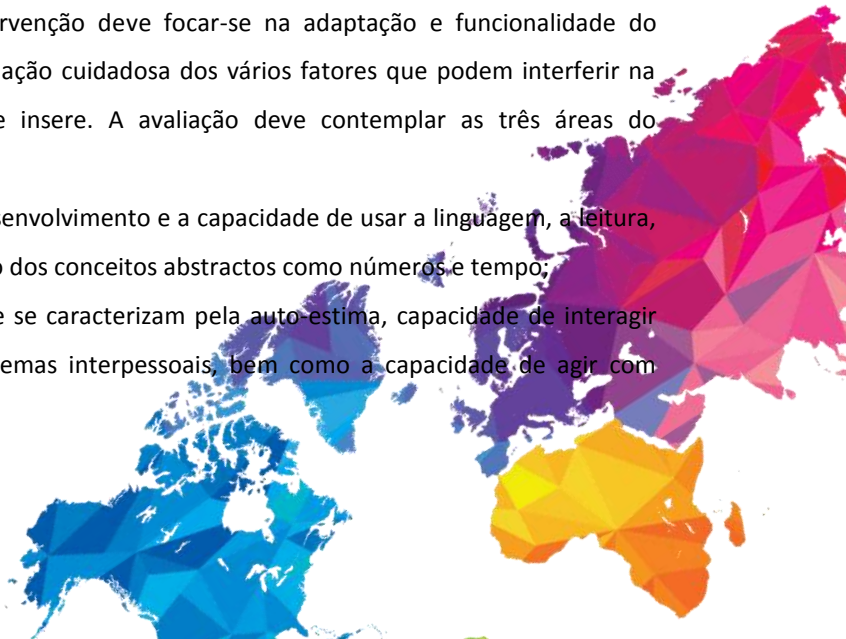 rvenção deve focar-se na adaptação e funcionalidade do
ação cuidadosa dos vários fatores que podem interferir na
e insere. A avaliação deve contemplar as três áreas do
senvolvimento e a capacidade de usar a linguagem, a leitura,
o dos conceitos abstractos como números e tempo;
e se caracterizam pela auto-estima, capacidade de interagir
emas interpessoais, bem como a capacidade de agir com